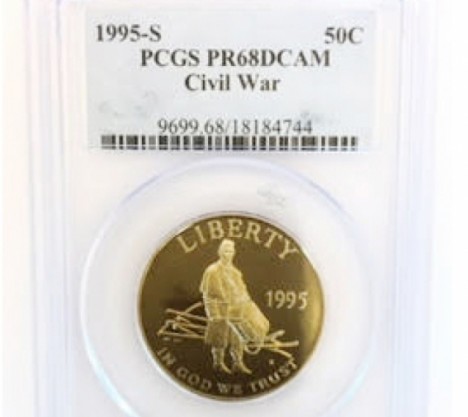 1995-S 50C
PCGS PR68DCAM
Civil War
9699.68/18184744
LIBERTY
1995
IN GOD WE TRUST